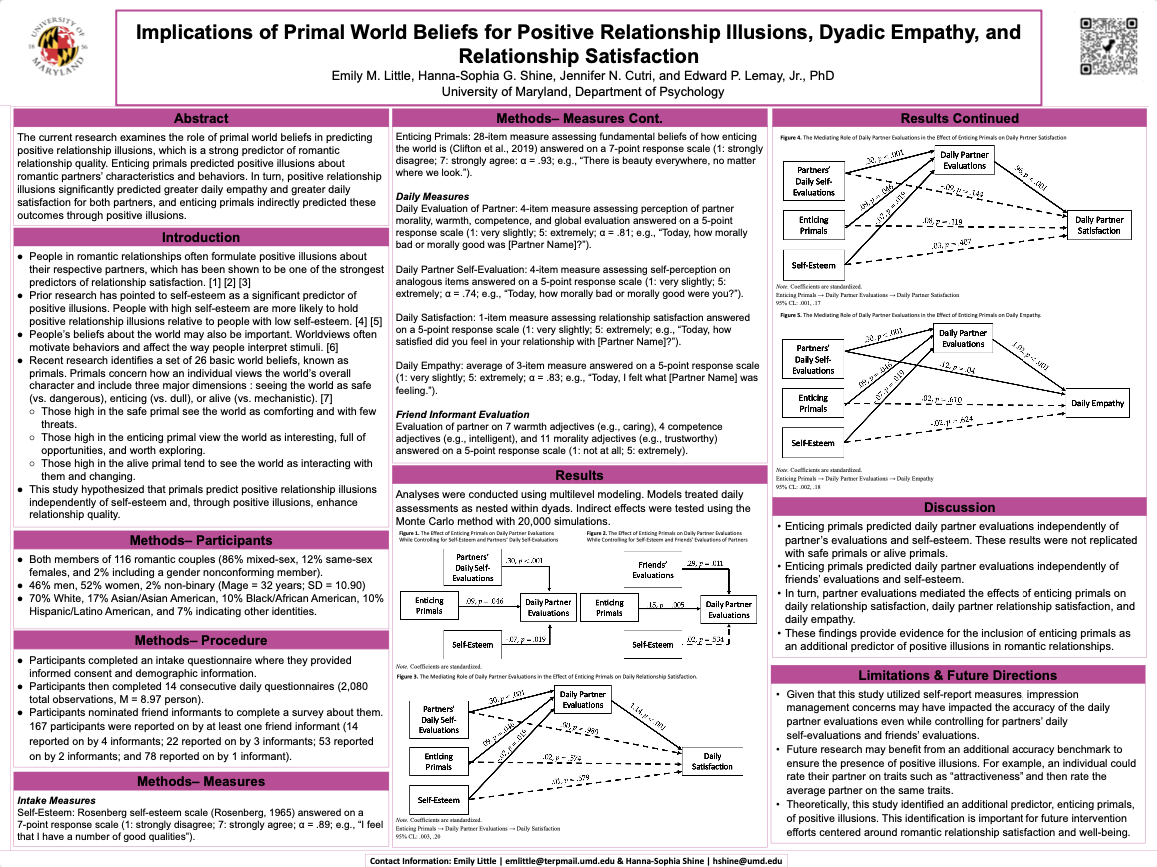 UNIVERSITY OF
18 56
MARYLAND
Implications of Primal World Beliefs for Positive Relationship Illusions, Dyadic Empathy, and
Relationship Satisfaction
Emily M. Little, Hanna-Sophia G. Shine, Jennifer N. Cutri, and Edward P. Lemay, Jr., PhD
University of Maryland, Department of Psychology
Abstract
The current research examines the role of primal world beliefs in predicting
positive relationship illusions, which is a strong predictor of romantic
relationship quality. Enticing primals predicted positive illusions about
romantic partners' characteristics and behaviors. In turn, positive relationship
illusions significantly predicted greater daily empathy and greater daily
satisfaction for both partners, and enticing primals indirectly predicted these
outcomes through positive illusions.
Introduction
● People in romantic relationships often formulate positive illusions about
their respective partners, which has been shown to be one of the strongest
predictors of relationship satisfaction. [1] [2] [3]
● Prior research has pointed to self-esteem as a significant predictor of
positive illusions. People with high self-esteem are more likely to hold
positive relationship illusions relative to people with low self-esteem. [4] [5]
● People's beliefs about the world may also be important. Worldviews often
motivate behaviors and affect the way people interpret stimuli. [6]
● Recent research identifies a set of 26 basic world beliefs, known as
primals. Primals concern how an individual views the world's overall
character and include three major dimensions : seeing the world as safe
(vs. dangerous), enticing (vs. dull), or alive (vs. mechanistic). [7]
○ Those high in the safe primal see the world as comforting and with few
threats.
○ Those high in the enticing primal view the world as interesting, full of
opportunities, and worth exploring.
○ Those high in the alive primal tend to see the world as interacting with
them and changing.
● This study hypothesized that primals predict positive relationship illusions
independently of self-esteem and, through positive illusions, enhance
relationship quality.
Methods– Participants
● Both members of 116 romantic couples (86% mixed-sex, 12% same-sex
females, and 2% including a gender nonconforming member).
● 46% men, 52% women, 2% non-binary (Mage = 32 years; SD = 10.90)
● 70% White, 17% Asian/Asian American, 10% Black/African American, 10%
Hispanic/Latino American, and 7% indicating other identities.
Methods– Procedure
● Participants completed an intake questionnaire where they provided
informed consent and demographic information.
● Participants then completed 14 consecutive daily questionnaires (2,080
total observations, M = 8.97 person).
● Participants nominated friend informants to complete a survey about them.
167 participants were reported on by at least one friend informant (14
reported on by 4 informants; 22 reported on by 3 informants; 53 reported
on by 2 informants; and 78 reported on by 1 informant).
Methods– Measures
Intake Measures
Self-Esteem: Rosenberg self-esteem scale (Rosenberg, 1965) answered on a
7-point response scale (1: strongly disagree; 7: strongly agree; α = .89; e.g., “I feel
that I have a number of good qualities”).
Methods– Measures Cont.
Enticing Primals: 28-item measure assessing fundamental beliefs of how enticing
the world is (Clifton et al., 2019) answered on a 7-point response scale (1: strongly
disagree; 7: strongly agree: α = .93; e.g., “There is beauty everywhere, no matter
where we look.”).
Daily Measures
Daily Evaluation of Partner: 4-item measure assessing perception of partner
morality, warmth, competence, and global evaluation answered on a 5-point
response scale (1: very slightly; 5: extremely; α = .81; e.g., “Today, how morally
bad or morally good was [Partner Name]?”).
Daily Partner Self-Evaluation: 4-item measure assessing self-perception on
analogous items answered on a 5-point response scale (1: very slightly; 5:
extremely; α = .74; e.g., “Today, how morally bad or morally good were you?”).
Daily Satisfaction: 1-item measure assessing relationship satisfaction answered
on a 5-point response scale (1: very slightly; 5: extremely; e.g., “Today, how
satisfied did you feel in your relationship with [Partner Name]?”).
Daily Empathy: average of 3-item measure answered on a 5-point response scale
(1: very slightly; 5: extremely; α = .83; e.g., “Today, I felt what [Partner Name] was
feeling.”).
Friend Informant Evaluation
Evaluation of partner on 7 warmth adjectives (e.g., caring), 4 competence
adjectives (e.g., intelligent), and 11 morality adjectives (e.g., trustworthy)
answered on a 5-point response scale (1: not at all; 5: extremely).
Results
Analyses were conducted using multilevel modeling. Models treated daily
assessments as nested within dyads. Indirect effects were tested using the
Monte Carlo method with 20,000 simulations.
Figure 1. The Effect of Enticing Primals on Daily Partner Evaluations
While Controlling for Self-Esteem and Partners' Daily Self-Evaluations
Partners'
Daily Self-
Evaluations
.30, p < .001
Enticing
Primals
.09, p = .046
Daily Partner
Evaluations
Self-Esteem
-.07, p = .019
Figure 2. The Effect of Enticing Primals on Daily Partner Evaluations
While Controlling for Self-Esteem and Friends' Evaluations of Partners
Friends'
Evaluations
.29, p = .011
Enticing
Primals
.15, p = .005
Daily Partner
Evaluations
Self-Esteem
.02, p = .534
Note. Coefficients are standardized.
Figure 3. The Mediating Role of Daily Partner Evaluations in the Effect of Enticing Primals on Daily Relationship Satisfaction.
Partners'
Daily Self-
Evaluations
Enticing
Primals
Self-Esteem
Daily Partner
Evaluations
Daily
Satisfaction
.30, p < .001
.09, p = .046
-.07, p = .019
1.14, p < .001
.00, p = .980
.02, p = .574
Note. Coefficients are standardized.
Enticing Primals → Daily Partner Evaluations → Daily Satisfaction
95% CL: .003, .20
Results Continued
Figure 4. The Mediating Role of Daily Partner Evaluations in the Effect of Enticing Primals on Daily Partner Satisfaction
Partners'
Daily Self-
Evaluations
Enticing
Primals
Self-Esteem
Daily Partner
Evaluations
Daily Partner
Satisfaction
.30, p < .001
.09, p = .046
-.07, p = .019
.96, p < .001
-.09, p = .144
.08, p = .119
.03, p = .407
Note. Coefficients are standardized.
Enticing Primals → Daily Partner Evaluations → Daily Partner Satisfaction
95% CL: .001, .17
Figure 5. The Mediating Role of Daily Partner Evaluations in the Effect of Enticing Primals on Daily Empathy.
Partners'
Daily Self-
Evaluations
Enticing
Primals
Self-Esteem
Daily Partner
Evaluations
Daily Empathy
.30, p < .001
.09, p = .046
-.07, p = .019
.12, p < .04
.02, p = .610
-.02, p = .624
Note. Coefficients are standardized.
Enticing Primals → Daily Partner Evaluations → Daily Empathy
95% CL: .002, .18
Discussion
• Enticing primals predicted daily partner evaluations independently of
partner's evaluations and self-esteem. These results were not replicated
with safe primals or alive primals.
• Enticing primals predicted daily partner evaluations independently of
friends' evaluations and self-esteem.
• In turn, partner evaluations mediated the effects of enticing primals on
daily relationship satisfaction, daily partner relationship satisfaction, and
daily empathy.
• These findings provide evidence for the inclusion of enticing primals as
an additional predictor of positive illusions in romantic relationships.
Limitations & Future Directions
• Given that this study utilized self-report measures, impression
management concerns may have impacted the accuracy of the daily
partner evaluations even while controlling for partners' daily
self-evaluations and friends' evaluations.
• Future research may benefit from an additional accuracy benchmark to
ensure the presence of positive illusions. For example, an individual could
rate their partner on traits such as “attractiveness” and then rate the
average partner on the same traits.
• Theoretically, this study identified an additional predictor, enticing primals,
of positive illusions. This identification is important for future intervention
efforts centered around romantic relationship satisfaction and well-being.
Contact Information: Emily Little | emlittle@terpmail.umd.edu & Hanna-Sophia Shine | hshine@umd.edu